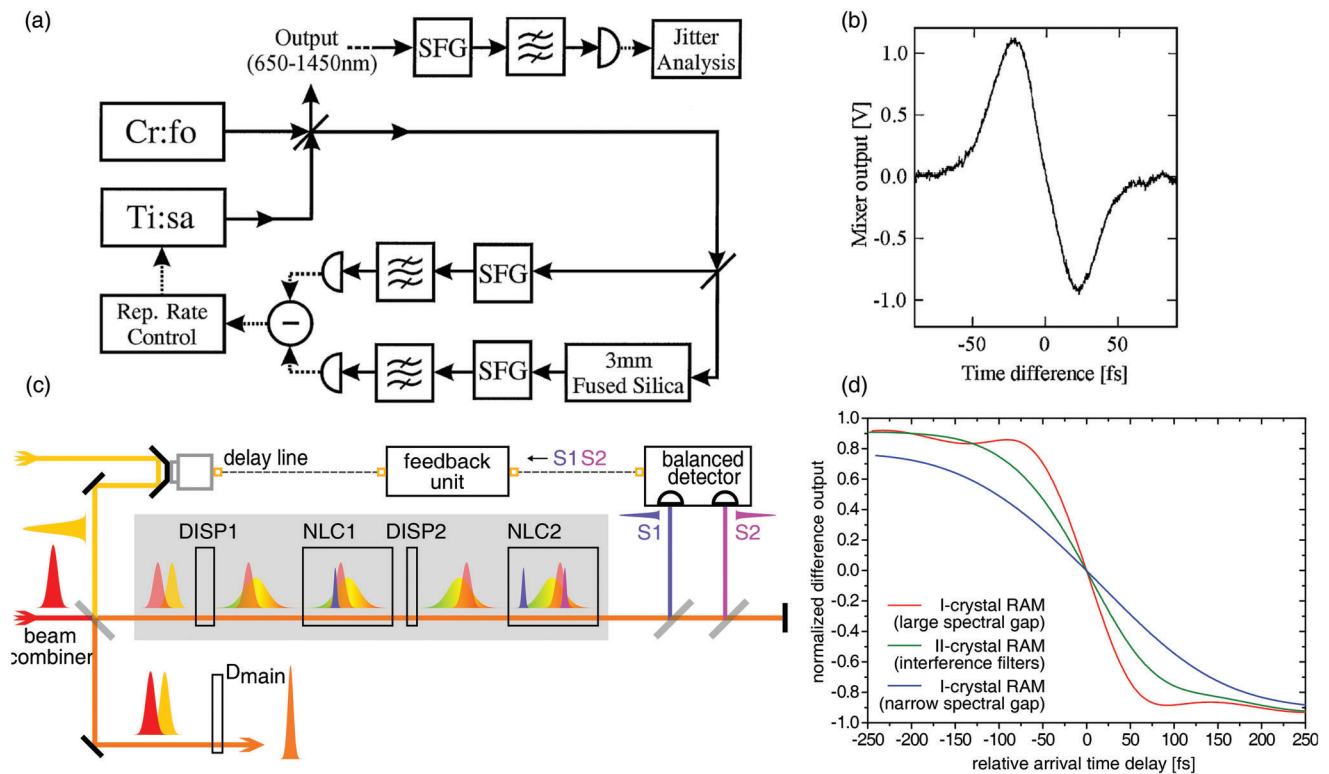 (a)
Output
(650-1450nm)
SFG
Jitter
Analysis
Cr:fo
Ti:sa
SFG
Rep. Rate
Control
−
SFG
3mm
Fused Silica
(b)
Mixer output [V]
1.0
0.5
0.0
-0.5
-1.0
-50
0
50
Time difference [fs]
(c)
delay line
feedback
unit
← S1 S2
balanced
detector
DISP1
NLC1
DISP2
NLC2
S1
S2
beam
combiner
Dmain
(d)
normalized difference output
1.0
0.8
0.6
0.4
0.2
0.0
-0.2
-0.4
-0.6
-0.8
-1.0
I-crystal RAM
(large spectral gap)
II-crystal RAM
(interference filters)
I-crystal RAM
(narrow spectral gap)
-250 -200 -150 -100 -50 0 50 100 150 200 250
relative arrival time delay [fs]